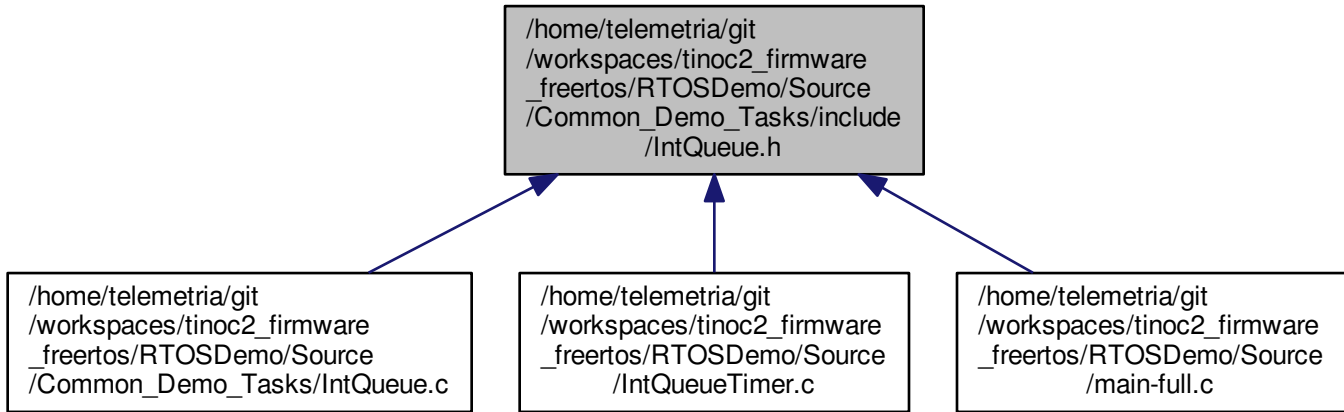 /home/telemetria/git
/workspaces/tinoc2_firmware
_freertos/RTOSDemo/Source
/Common_Demo_Tasks/include
/IntQueue.h
/home/telemetria/git
/workspaces/tinoc2_firmware
_freertos/RTOSDemo/Source
/Common_Demo_Tasks/IntQueue.c
/home/telemetria/git
/workspaces/tinoc2_firmware
_freertos/RTOSDemo/Source
/IntQueueTimer.c
/home/telemetria/git
/workspaces/tinoc2_firmware
_freertos/RTOSDemo/Source
/main-full.c